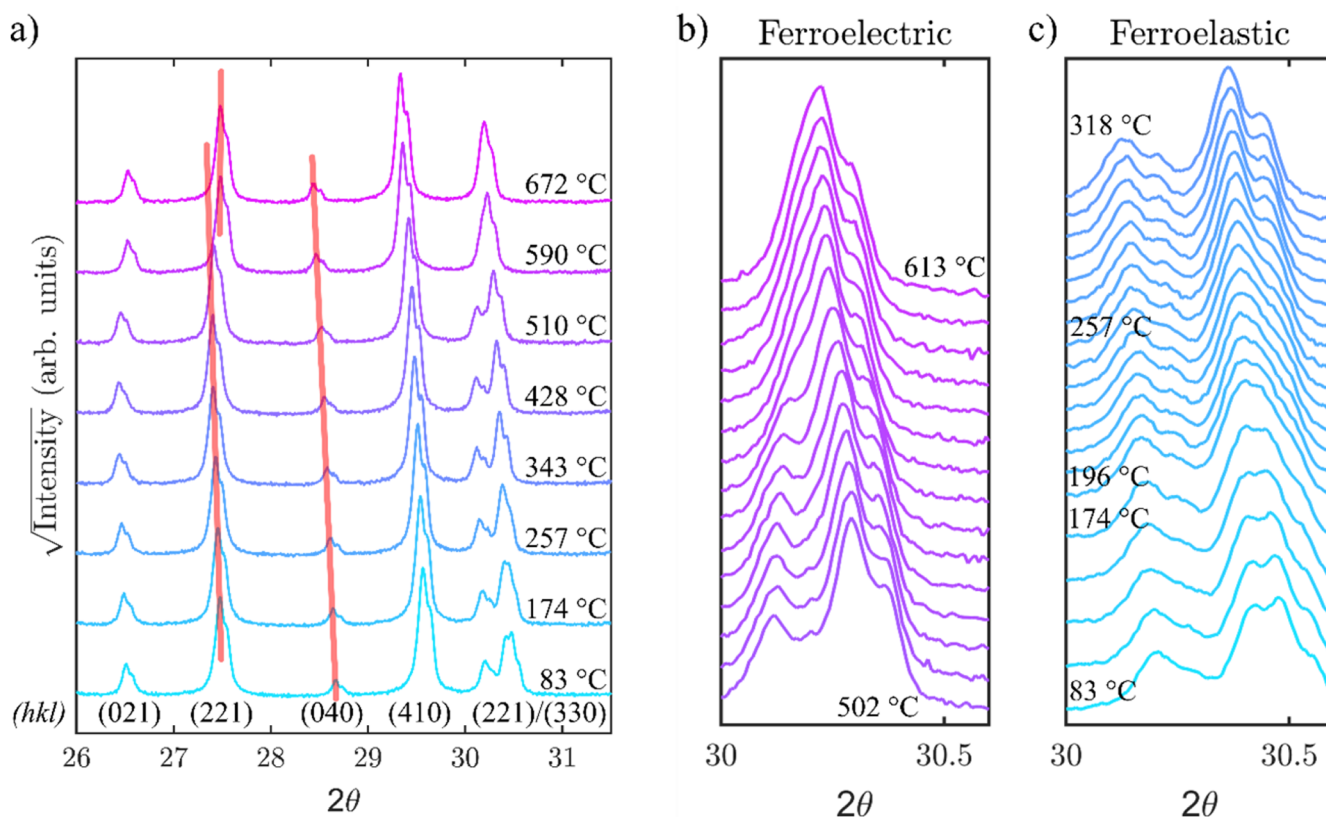 a)
672 °C
590 °C
510 °C
428 °C
343 °C
257 °C
174 °C
83 °C
√Intensity (arb. units)
(hkl) (021) (221) (040) (410) (221)/(330)
26 27 28 29 30 31
2θ
b) Ferroelectric
613 °C
502 °C
30 30.5
2θ
c) Ferroelastic
318 °C
257 °C
196 °C
174 °C
83 °C
30 30.5
2θ